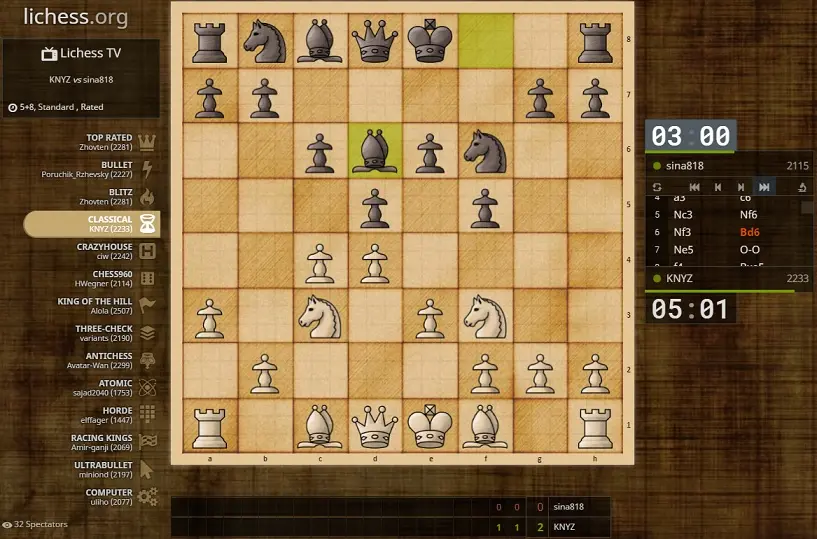 lichess.org
Lichess TV
KNYZ vs sina818
5+8, Standard , Rated
TOP RATED
Zhovten (2281)
BULLET
Poruchik_Rzhevsky (2227)
BLITZ
Zhovten (2281)
CLASSICAL
KNYZ (2233)
CRAZYHOUSE
ciw (2242)
CHESS960
HWegner (2114)
KING OF THE HILL
Alola (2507)
THREE-CHECK
variants (2190)
ANTICHESS
Avatar-Wan (2299)
ATOMIC
sajad2040 (1753)
HORDE
elffager (1447)
RACING KINGS
Amir-ganji (2069)
ULTRABULLET
miniond (2197)
COMPUTER
uliho (2077)
32 Spectators
8
7
6
5
4
3
2
1
a b c d e f g h
03:00
sina818 2115
4 a3 c6
5 Nc3 Nf6
6 Nf3 Bd6
7 Ne5 O-O
KNYZ 2233
05:01
0 0 0 sina818
1 1 2 KNYZ